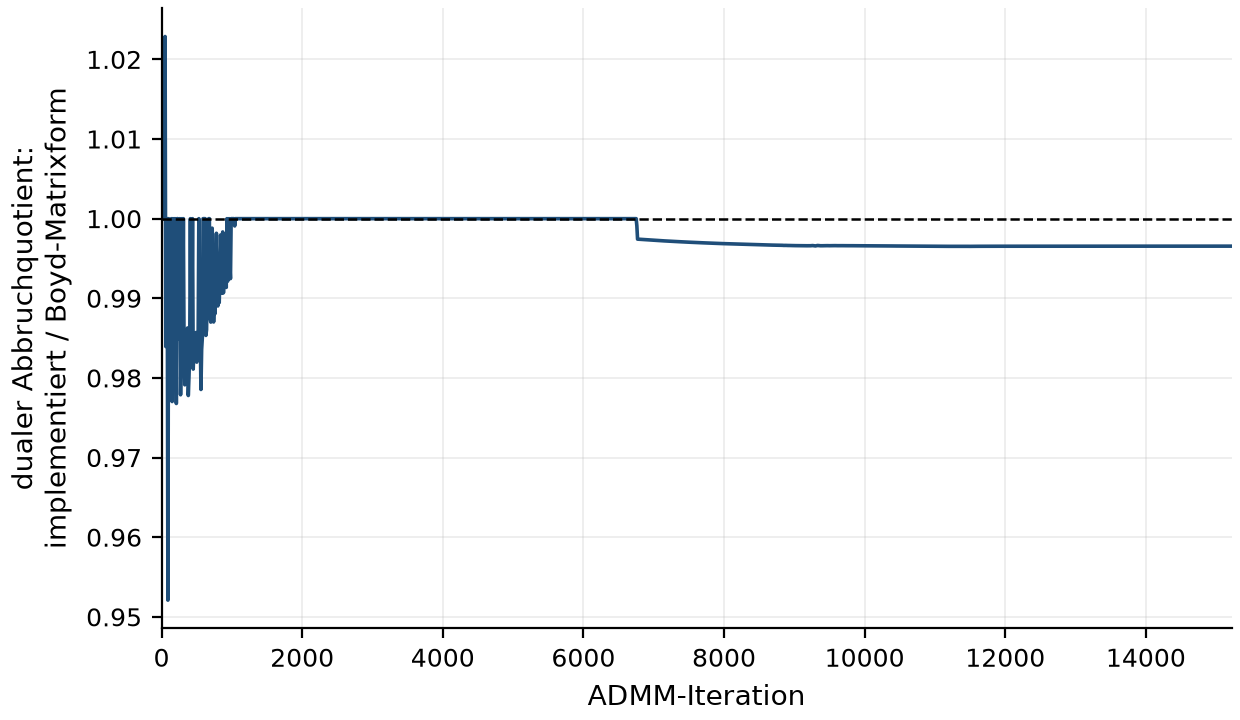 dualer Abbruchquotient:
implementiert / Boyd-Matrixform
1.02
1.01
1.00
0.99
0.98
0.97
0.96
0.95
0 2000 4000 6000 8000 10000 12000 14000
ADMM-Iteration